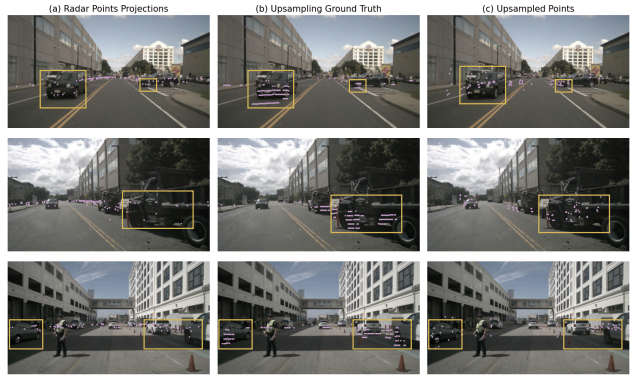 (a) Radar Points Projections
(b) Upsampling Ground Truth
(c) Upsampled Points